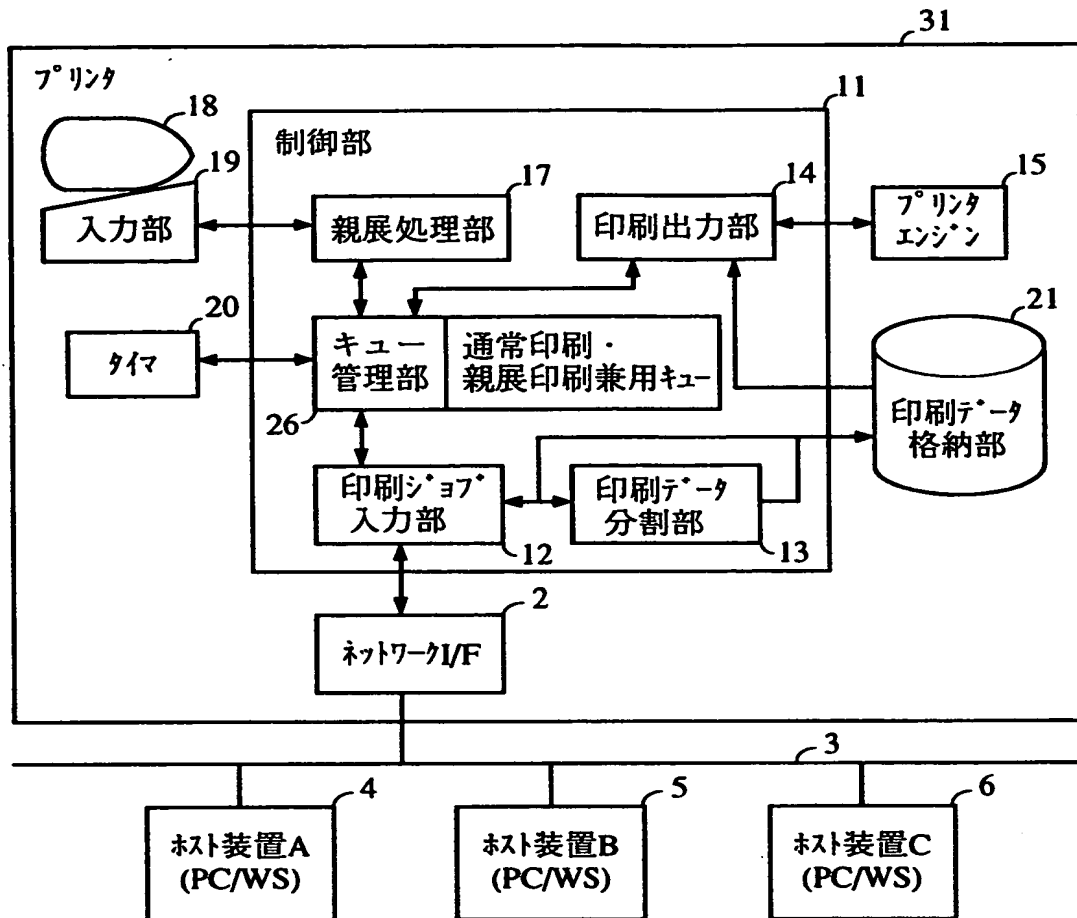 31
プリンタ
11
18
制御部
19
17
14
15
入力部
親展処理部
印刷出力部
プリンタ
エンジン
20
21
タイマ
キュー
管理部
通常印刷・
親展印刷兼用キュー
26
印刷データ
格納部
印刷ジョブ
入力部
印刷データ
分割部
12
13
2
ネットワークI/F
3
4
5
6
ホスト装置A
(PC/WS)
ホスト装置B
(PC/WS)
ホスト装置C
(PC/WS)